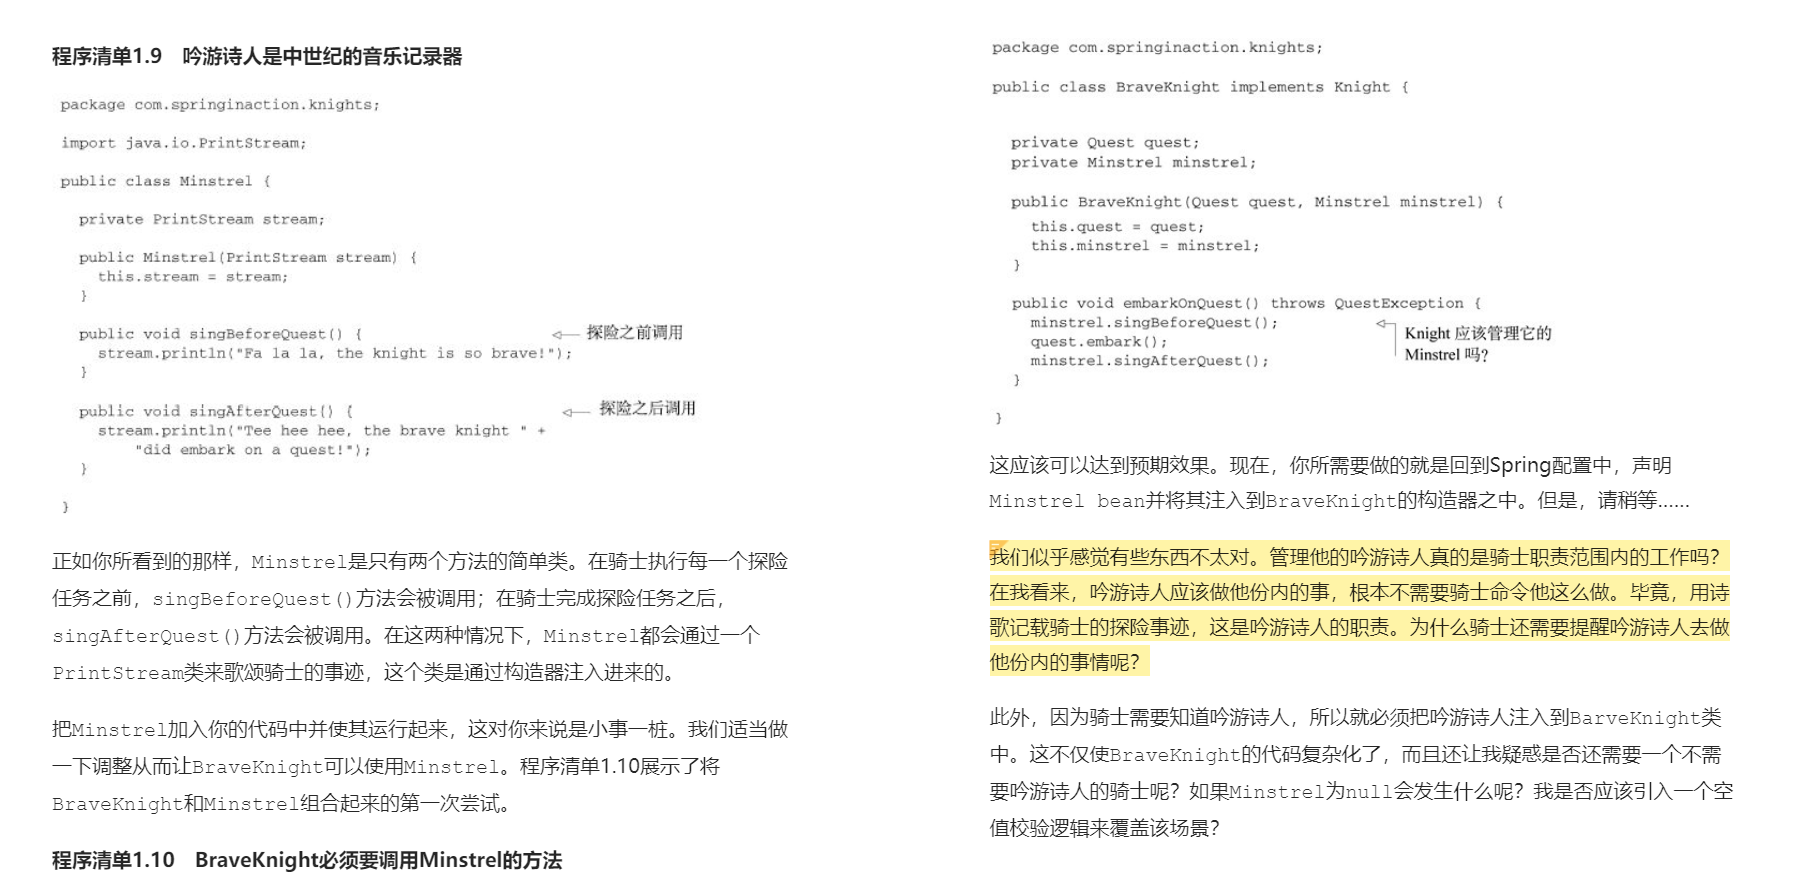 程序清单1.9 吟游诗人是中世纪的音乐记录器
package com.springinaction.knights;
import java.io.PrintStream;
public class Minstrel {
private PrintStream stream;
public Minstrel(PrintStream stream) {
this.stream = stream;
}
public void singBeforeQuest() { 探险之前调用
stream.println("Fa la la, the knight is so brave!");
}
public void singAfterQuest() { 探险之后调用
stream.println("Tee hee hee, the brave knight " +
"did embark on a quest!");
}
}
正如你所看到的那样，Minstrel是只有两个方法的简单类。在骑士执行每一个探险
任务之前，singBeforeQuest()方法会被调用；在骑士完成探险任务之后，
singAfterQuest()方法会被调用。在这两种情况下，Minstrel都会通过一个
PrintStream类来歌颂骑士的事迹，这个类是通过构造器注入进来的。
把Minstrel加入你的代码中并使其运行起来，这对你来说是小事一桩。我们适当做
一下调整从而让BraveKnight可以使用Minstrel。程序清单1.10展示了将
BraveKnight和Minstrel组合起来的第一次尝试。
程序清单1.10 BraveKnight必须要调用Minstrel的方法
package com.springinaction.knights;
public class BraveKnight implements Knight {
private Quest quest;
private Minstrel minstrel;
public BraveKnight(Quest quest, Minstrel minstrel) {
this.quest = quest;
this.minstrel = minstrel;
}
public void embarkOnQuest() throws QuestException {
minstrel.singBeforeQuest();
quest.embark();
minstrel.singAfterQuest();
Knight 应该管理它的
Minstrel 吗？
}
}
这应该可以达到预期效果。现在，你所需要做的就是回到Spring配置中，声明
Minstrel bean并将其注入到BraveKnight的构造器之中。但是，请稍等……
我们似乎感觉有些东西不太对。管理他的吟游诗人真的是骑士职责范围内的工作吗？
在我看来，吟游诗人应该做他份内的事，根本不需要骑士命令他这么做。毕竟，用诗
歌记载骑士的探险事迹，这是吟游诗人的职责。为什么骑士还需要提醒吟游诗人去做
他份内的事情呢？
此外，因为骑士需要知道吟游诗人，所以就必须把吟游诗人注入到BarveKnight类
中。这不仅使BraveKnight的代码复杂化了，而且还让我疑惑是否还需要一个不需
要吟游诗人的骑士呢？如果Minstrel为null会发生什么呢？我是否应该引入一个空
值校验逻辑来覆盖该场景？